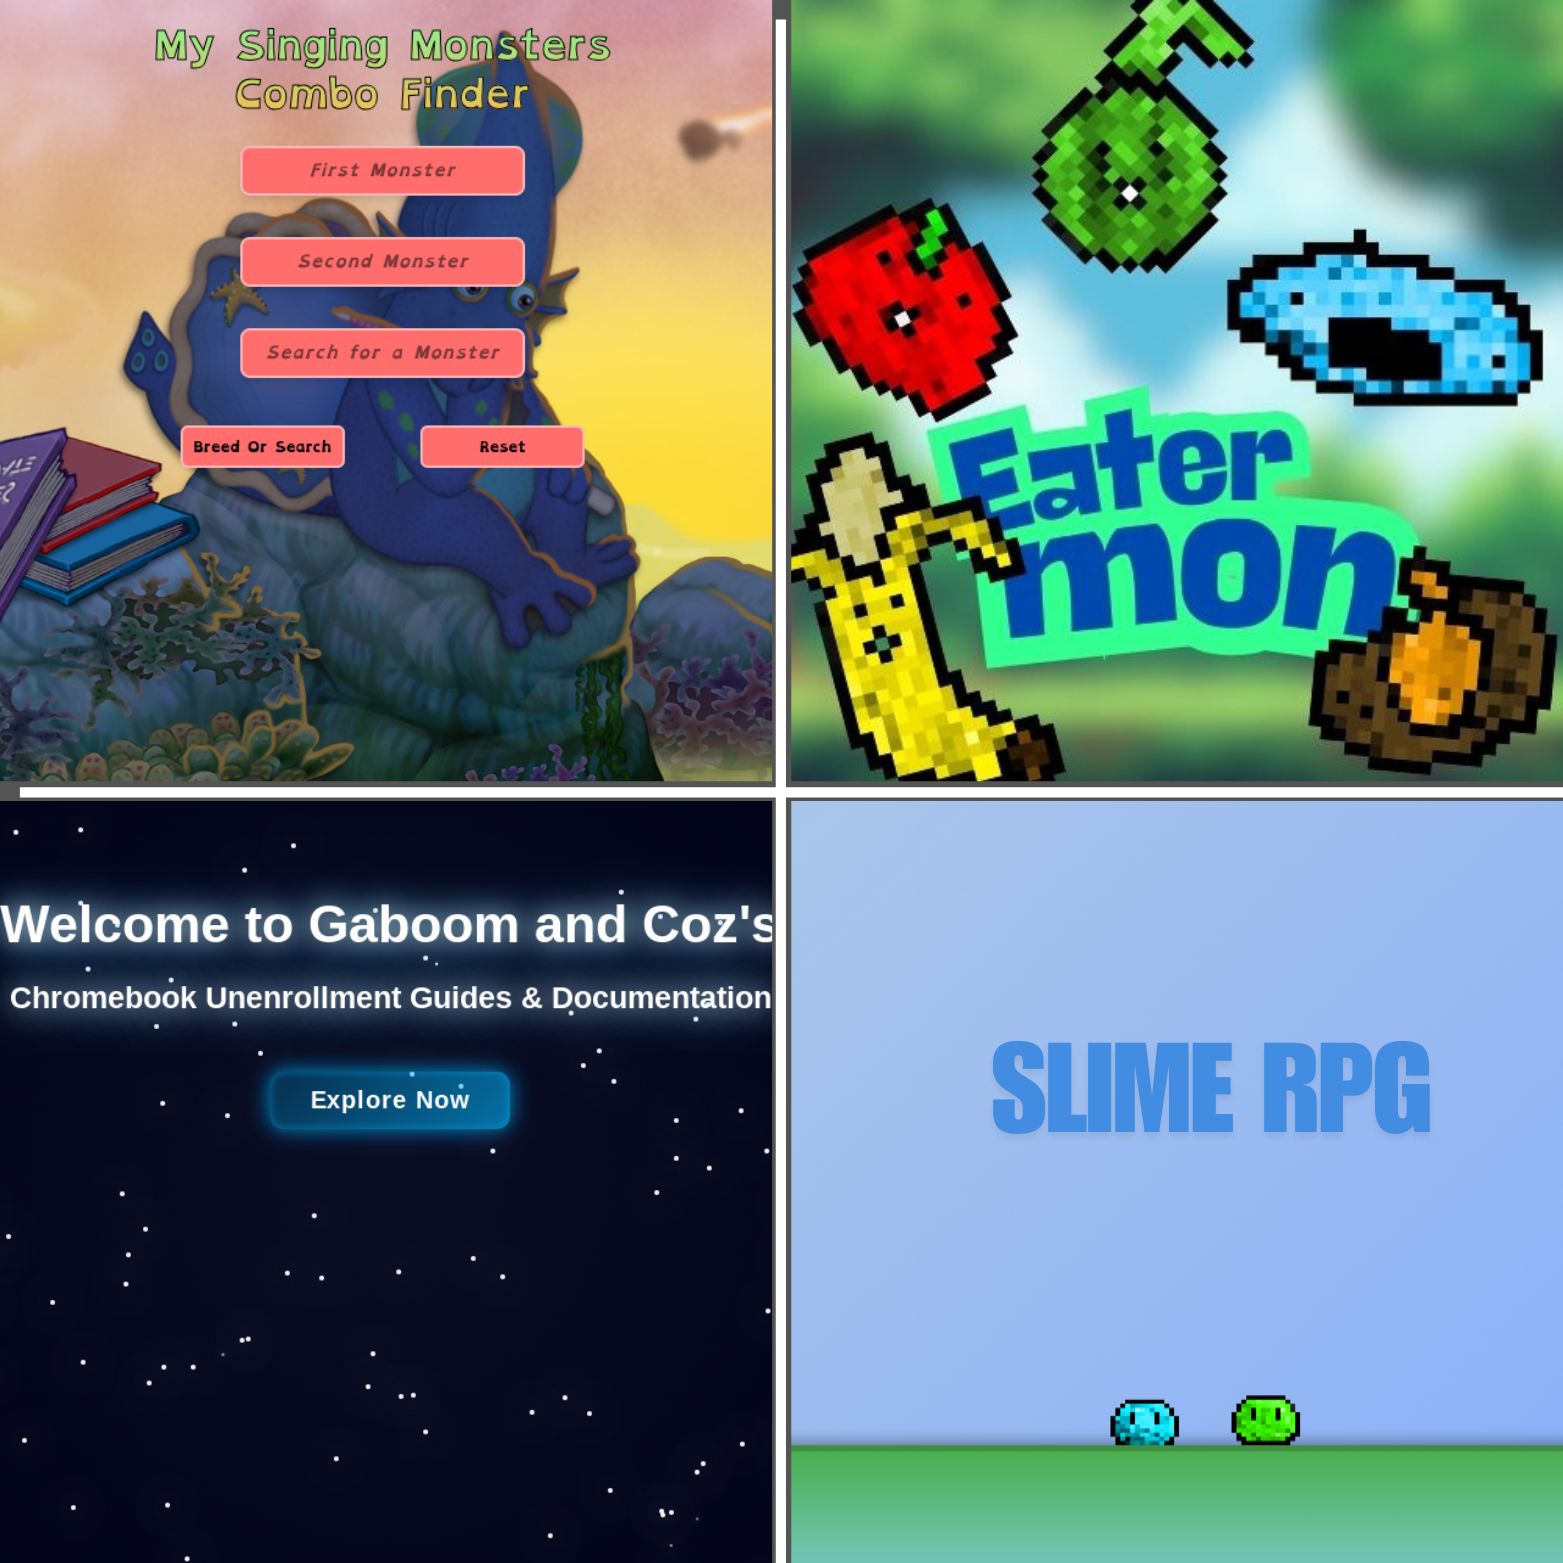 My Singing Monsters
Combo Finder
First Monster
Second Monster
Search for a Monster
Breed Or Search
Reset
Eater
mon
Welcome to Gaboom and Coz's
Chromebook Unenrollment Guides & Documentation
Explore Now
SLIME RPG